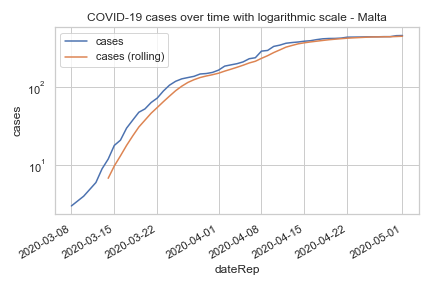 COVID-19 cases over time with logarithmic scale - Malta
cases
cases (rolling)
10²
10¹
cases
2020-03-08
2020-03-15
2020-03-22
2020-04-01
2020-04-08
2020-04-15
2020-04-22
2020-05-01
dateRep